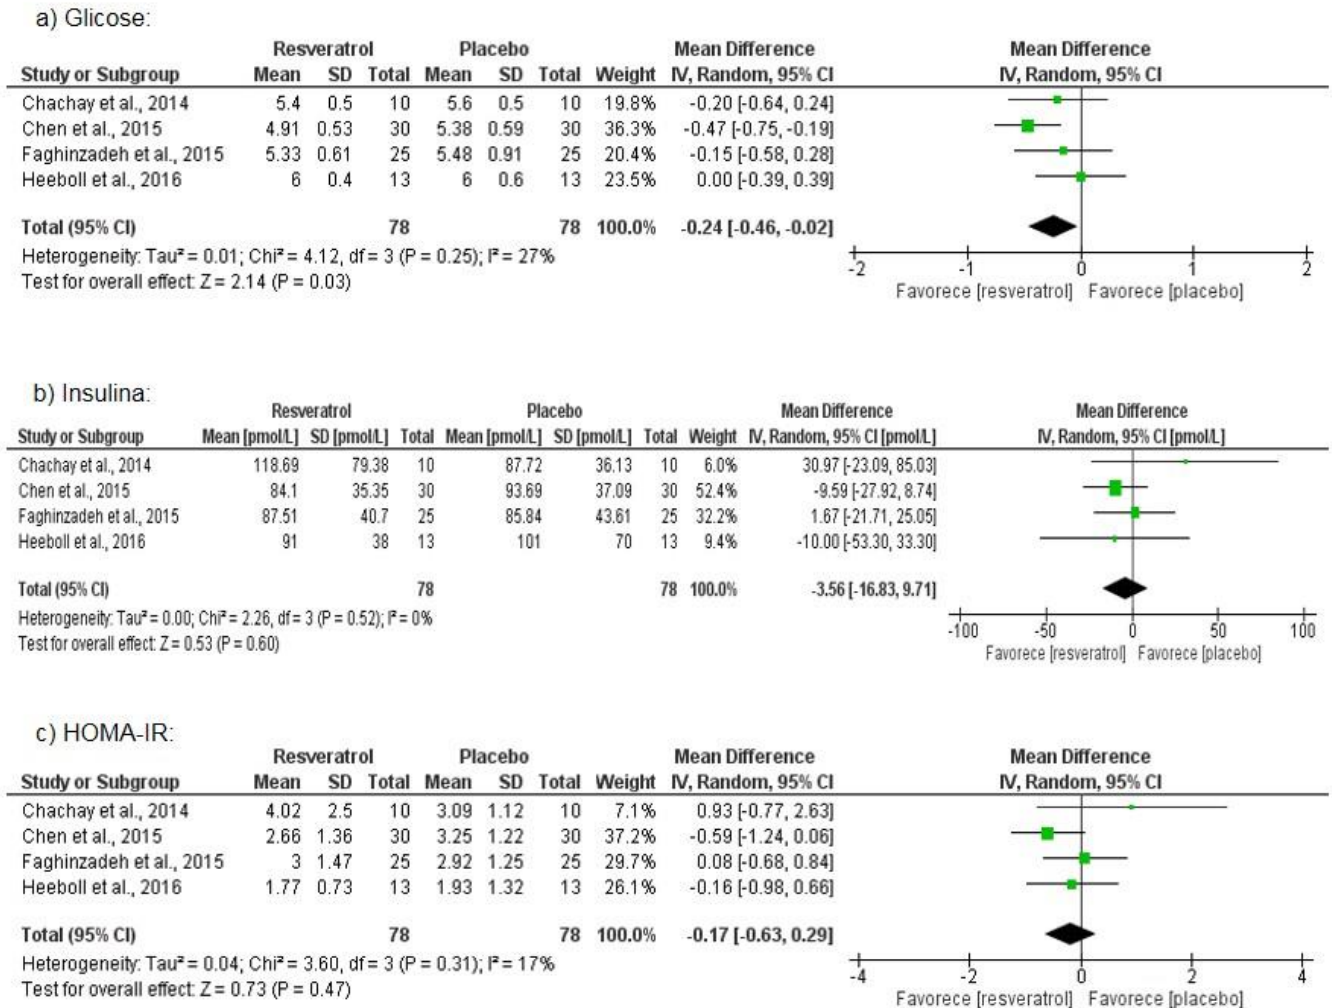 a) Glicose:
Resveratrol Placebo Mean Difference Mean Difference
Study or Subgroup Mean SD Total Mean SD Total Weight IV, Random, 95% CI IV, Random, 95% CI
Chachay et al., 2014 5.4 0.5 10 5.6 0.5 10 19.8% -0.20 [-0.64, 0.24]
Chen et al., 2015 4.91 0.53 30 5.38 0.59 30 36.3% -0.47 [-0.75, -0.19]
Faghinzadeh et al., 2015 5.33 0.61 25 5.48 0.91 25 20.4% -0.15 [-0.58, 0.28]
Heeboll et al., 2016 6 0.4 13 6 0.6 13 23.5% 0.00 [-0.39, 0.39]
Total (95% CI) 78 78 100.0% -0.24 [-0.46, -0.02]
Heterogeneity: Tau² = 0.01; Chi² = 4.12, df = 3 (P = 0.25); I² = 27%
Test for overall effect: Z = 2.14 (P = 0.03)
-2 -1 0 1 2
Favorece [resveratrol] Favorece [placebo]
b) Insulina:
Resveratrol Placebo Mean Difference Mean Difference
Study or Subgroup Mean [pmol/L] SD [pmol/L] Total Mean [pmol/L] SD [pmol/L] Total Weight IV, Random, 95% CI [pmol/L] IV, Random, 95% CI [pmol/L]
Chachay et al., 2014 118.69 79.38 10 87.72 36.13 10 6.0% 30.97 [-23.09, 85.03]
Chen et al., 2015 84.1 35.35 30 93.69 37.09 30 52.4% -9.59 [-27.92, 8.74]
Faghinzadeh et al., 2015 87.51 40.7 25 85.84 43.61 25 32.2% 1.67 [-21.71, 25.05]
Heeboll et al., 2016 91 38 13 101 70 13 9.4% -10.00 [-53.30, 33.30]
Total (95% CI) 78 78 100.0% -3.56 [-16.83, 9.71]
Heterogeneity: Tau² = 0.00; Chi² = 2.26, df = 3 (P = 0.52); I² = 0%
Test for overall effect: Z = 0.53 (P = 0.60)
-100 -50 0 50 100
Favorece [resveratrol] Favorece [placebo]
c) HOMA-IR:
Resveratrol Placebo Mean Difference Mean Difference
Study or Subgroup Mean SD Total Mean SD Total Weight IV, Random, 95% CI IV, Random, 95% CI
Chachay et al., 2014 4.02 2.5 10 3.09 1.12 10 7.1% 0.93 [-0.77, 2.63]
Chen et al., 2015 2.66 1.36 30 3.25 1.22 30 37.2% -0.59 [-1.24, 0.06]
Faghinzadeh et al., 2015 3 1.47 25 2.92 1.25 25 29.7% 0.08 [-0.68, 0.84]
Heeboll et al., 2016 1.77 0.73 13 1.93 1.32 13 26.1% -0.16 [-0.98, 0.66]
Total (95% CI) 78 78 100.0% -0.17 [-0.63, 0.29]
Heterogeneity: Tau² = 0.04; Chi² = 3.60, df = 3 (P = 0.31); I² = 17%
Test for overall effect: Z = 0.73 (P = 0.47)
-4 -2 0 2 4
Favorece [resveratrol] Favorece [placebo]